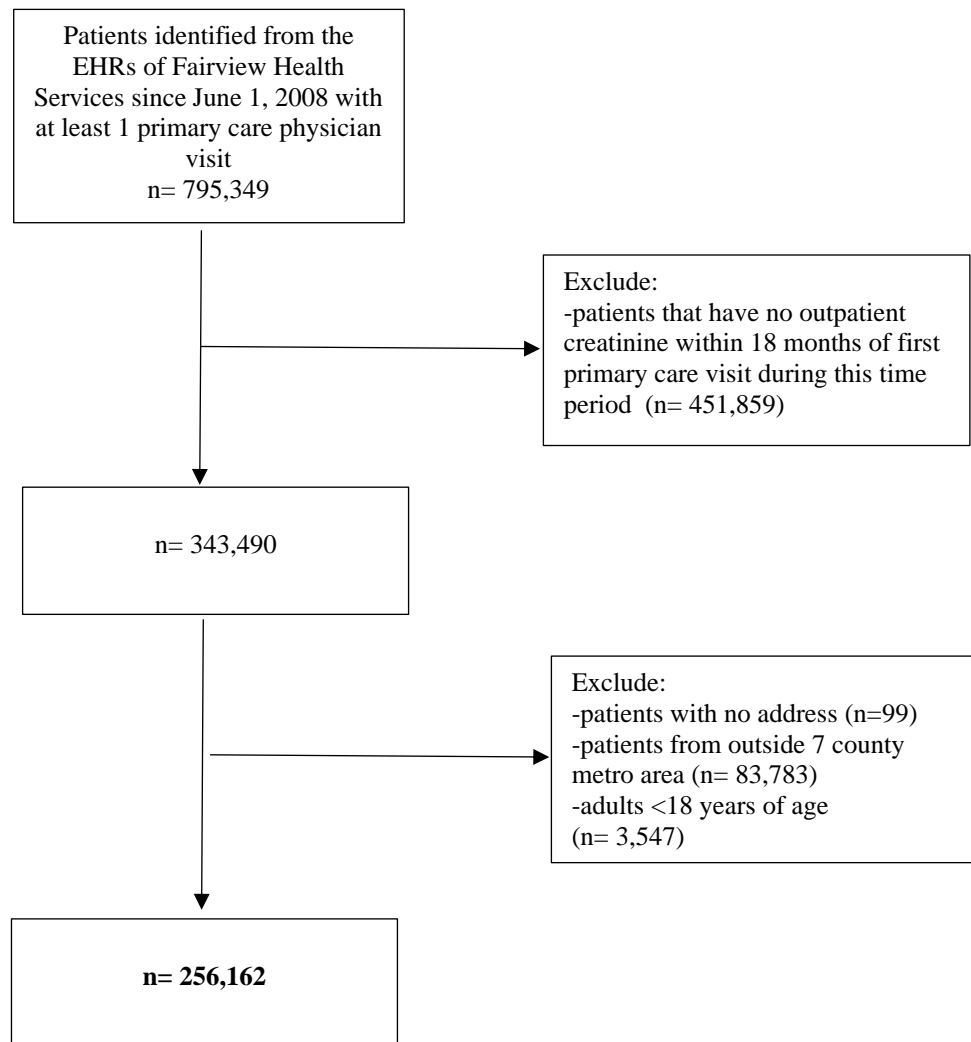 Patients identified from the
EHRs of Fairview Health
Services since June 1, 2008 with
at least 1 primary care physician
visit
n= 795,349
Exclude:
-patients that have no outpatient
creatinine within 18 months of first
primary care visit during this time
period  (n= 451,859)
n= 343,490
Exclude:
-patients with no address (n=99)
-patients from outside 7 county
metro area (n= 83,783)
-adults <18 years of age
(n= 3,547)
n= 256,162